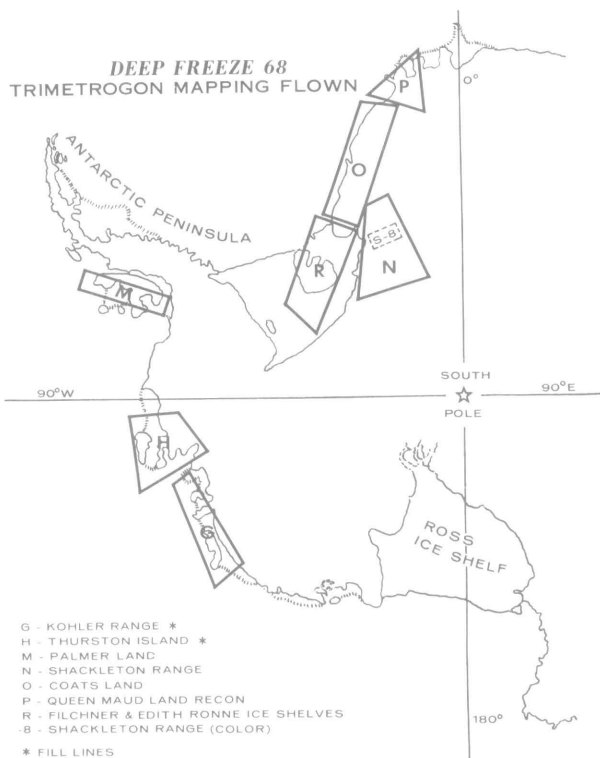 DEEP FREEZE 68
TRIMETROGON MAPPING FLOWN
P
0°
ANTARCTIC PENINSULA
O
S-8
R
N
M
SOUTH
90°W
90°E
POLE
H
G
ROSS
ICE SHELF
G - KOHLER RANGE *
H - THURSTON ISLAND *
M - PALMER LAND
N - SHACKLETON RANGE
O - COATS LAND
P - QUEEN MAUD LAND RECON
R - FILCHNER & EDITH RONNE ICE SHELVES
-8 - SHACKLETON RANGE (COLOR)
180°
* FILL LINES